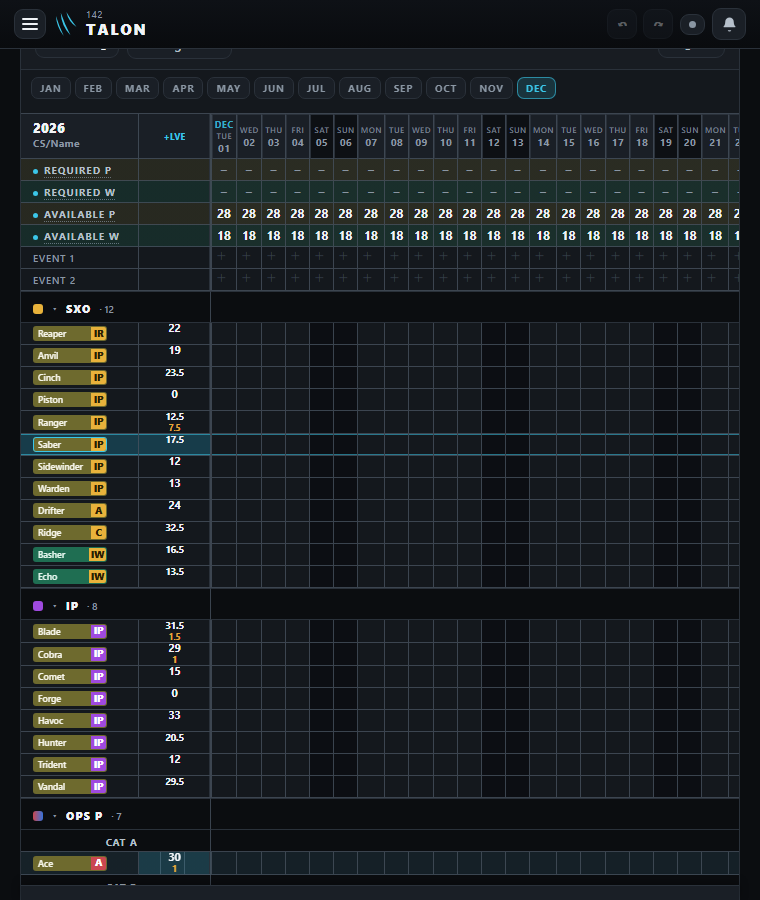 142
TALON
JAN FEB MAR APR MAY JUN JUL AUG SEP OCT NOV DEC
2026
CS/Name
+LVE
DEC
TUE WED THU FRI SAT SUN MON TUE WED THU FRI SAT SUN MON TUE WED THU FRI SAT SUN MON
01 02 03 04 05 06 07 08 09 10 11 12 13 14 15 16 17 18 19 20 21
REQUIRED P – – – – – – – – – – – – – – – – – – – – –
REQUIRED W – – – – – – – – – – – – – – – – – – – – –
AVAILABLE P 28 28 28 28 28 28 28 28 28 28 28 28 28 28 28 28 28 28 28 28 28
AVAILABLE W 18 18 18 18 18 18 18 18 18 18 18 18 18 18 18 18 18 18 18 18 18
EVENT 1 + + + + + + + + + + + + + + + + + + + + +
EVENT 2 + + + + + + + + + + + + + + + + + + + + +
SXO · 12
Reaper IR 22
Anvil IP 19
Cinch IP 23.5
Piston IP 0
Ranger IP 12.5
7.5
Saber IP 17.5
Sidewinder IP 12
Warden IP 13
Drifter A 24
Ridge C 32.5
Basher IW 16.5
Echo IW 13.5
IP · 8
Blade IP 31.5
1.5
Cobra IP 29
1
Comet IP 15
Forge IP 0
Havoc IP 33
Hunter IP 20.5
Trident IP 12
Vandal IP 29.5
OPS P · 7
CAT A
Ace A 30
1